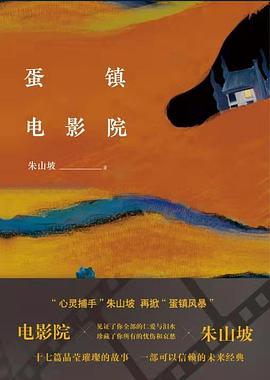 蛋镇
电影院
朱山坡 著
“心灵捕手”朱山坡 再掀“蛋镇风暴”
电影院 × 见证了你全部的仁爱与泪水 × 朱山坡
珍藏了你所有的忧伤和哀愁
十七篇晶莹璀璨的故事 一部可以信赖的未来经典